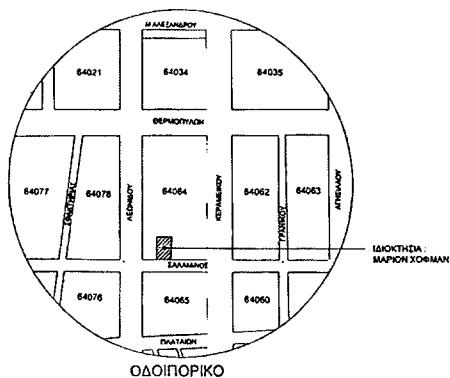 Μ.ΑΛΕΞΑΝΔΡΟΥ
64021
64034
64035
ΘΕΡΜΟΠΥΛΩΝ
64077
64078
ΛΕΩΝΙΔΟΥ
64064
ΚΕΡΑΜΕΙΚΟΥ
64062
ΓΡΑΝΙΚΟΥ
64063
ΑΓΗΣΙΛΑΟΥ
ΙΔΙΟΚΤΗΣΙΑ :
ΜΑΡΙΟΝ ΧΟΦΜΑΝ
ΣΑΛΑΜΙΝΟΣ
64076
64065
64060
ΠΛΑΤΑΙΩΝ
ΟΔΟΙΠΟΡΙΚΟ